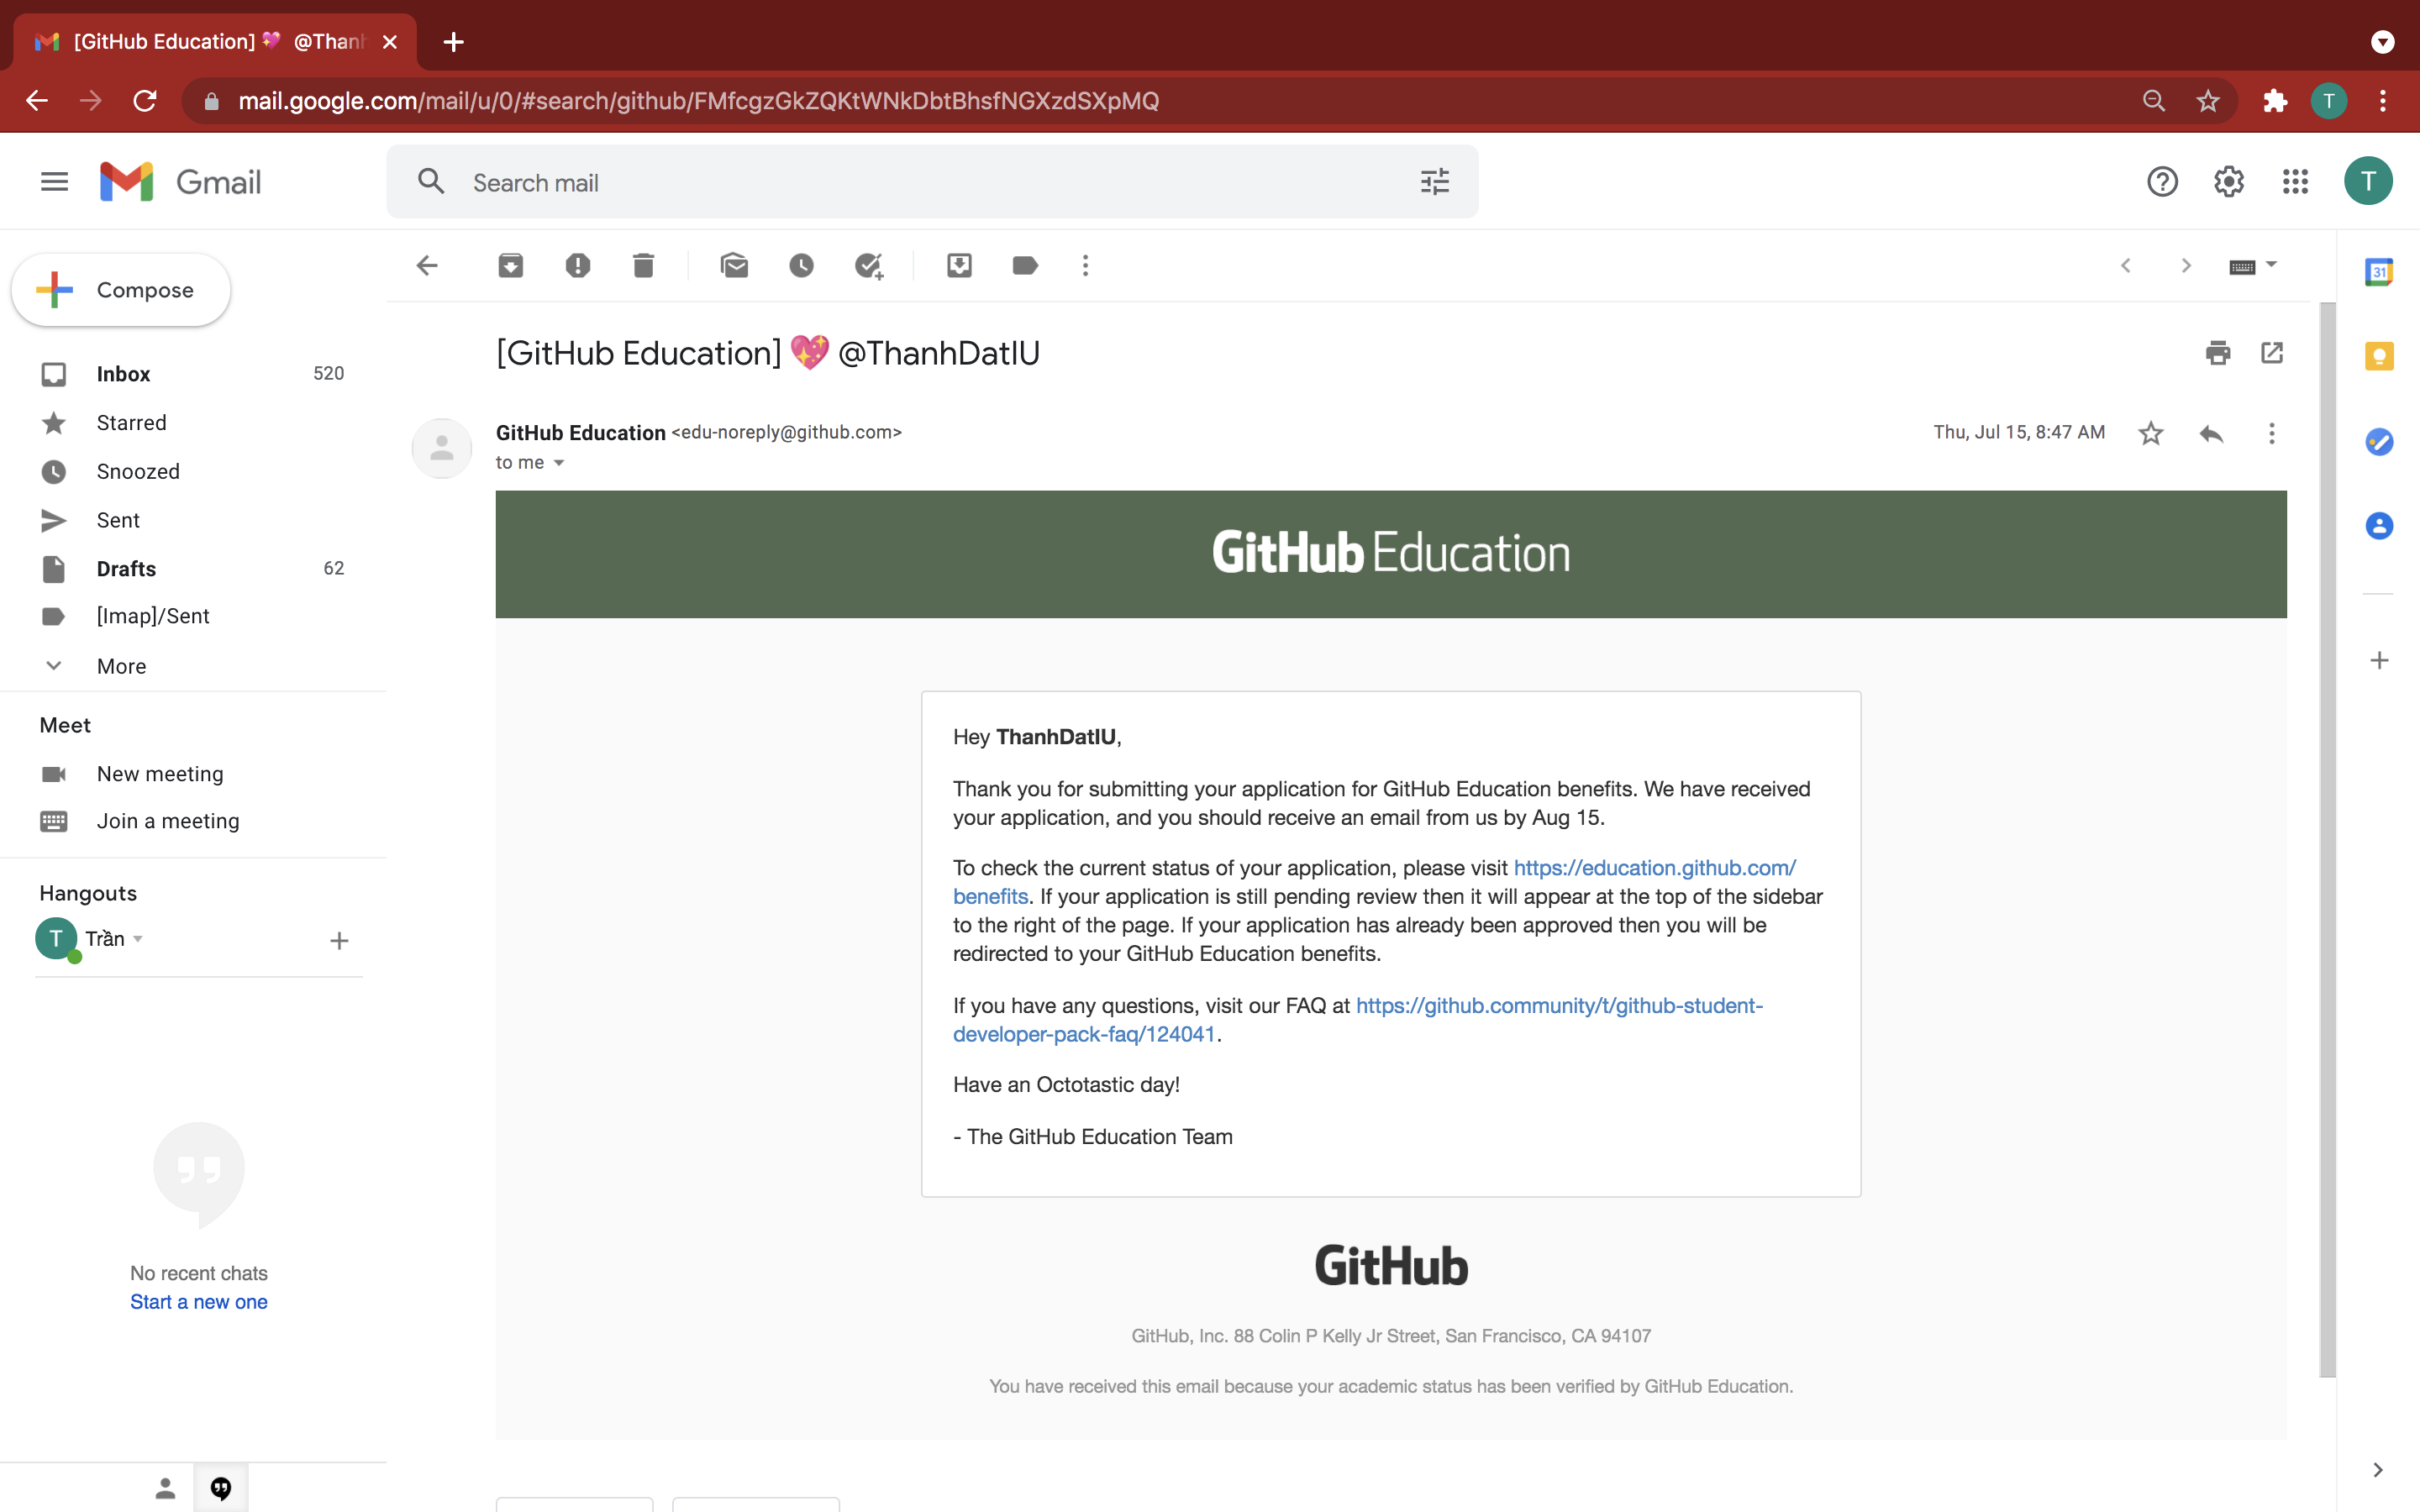 [GitHub Education] 💖 @Than
mail.google.com/mail/u/0/#search/github/FMfcgzGkZQKtWNkDbtBhsfNGXzdSXpMQ
T
Gmail
Search mail
T
Compose
Inbox 520
Starred
Snoozed
Sent
Drafts 62
[Imap]/Sent
More
Meet
New meeting
Join a meeting
Hangouts
T Trần
No recent chats
Start a new one
[GitHub Education] 💖 @ThanhDatIU
GitHub Education <edu-noreply@github.com>
Thu, Jul 15, 8:47 AM
to me
GitHub Education
Hey ThanhDatIU,
Thank you for submitting your application for GitHub Education benefits. We have received
your application, and you should receive an email from us by Aug 15.
To check the current status of your application, please visit https://education.github.com/
benefits. If your application is still pending review then it will appear at the top of the sidebar
to the right of the page. If your application has already been approved then you will be
redirected to your GitHub Education benefits.
If you have any questions, visit our FAQ at https://github.community/t/github-student-
developer-pack-faq/124041.
Have an Octotastic day!
- The GitHub Education Team
GitHub
GitHub, Inc. 88 Colin P Kelly Jr Street, San Francisco, CA 94107
You have received this email because your academic status has been verified by GitHub Education.
31